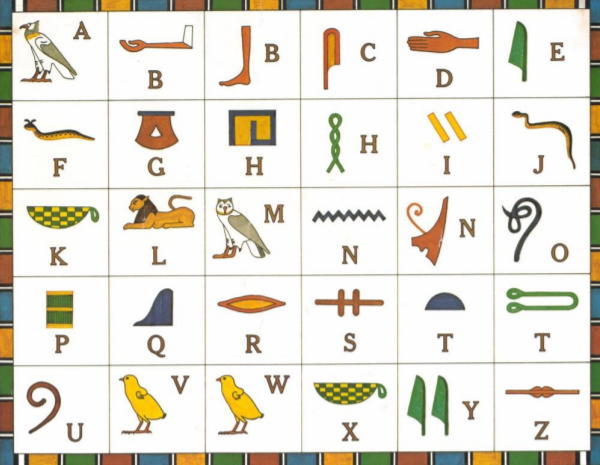 A B B C D E
F G H H I J
K L M N N O
P Q R S T T
U V W X Y Z